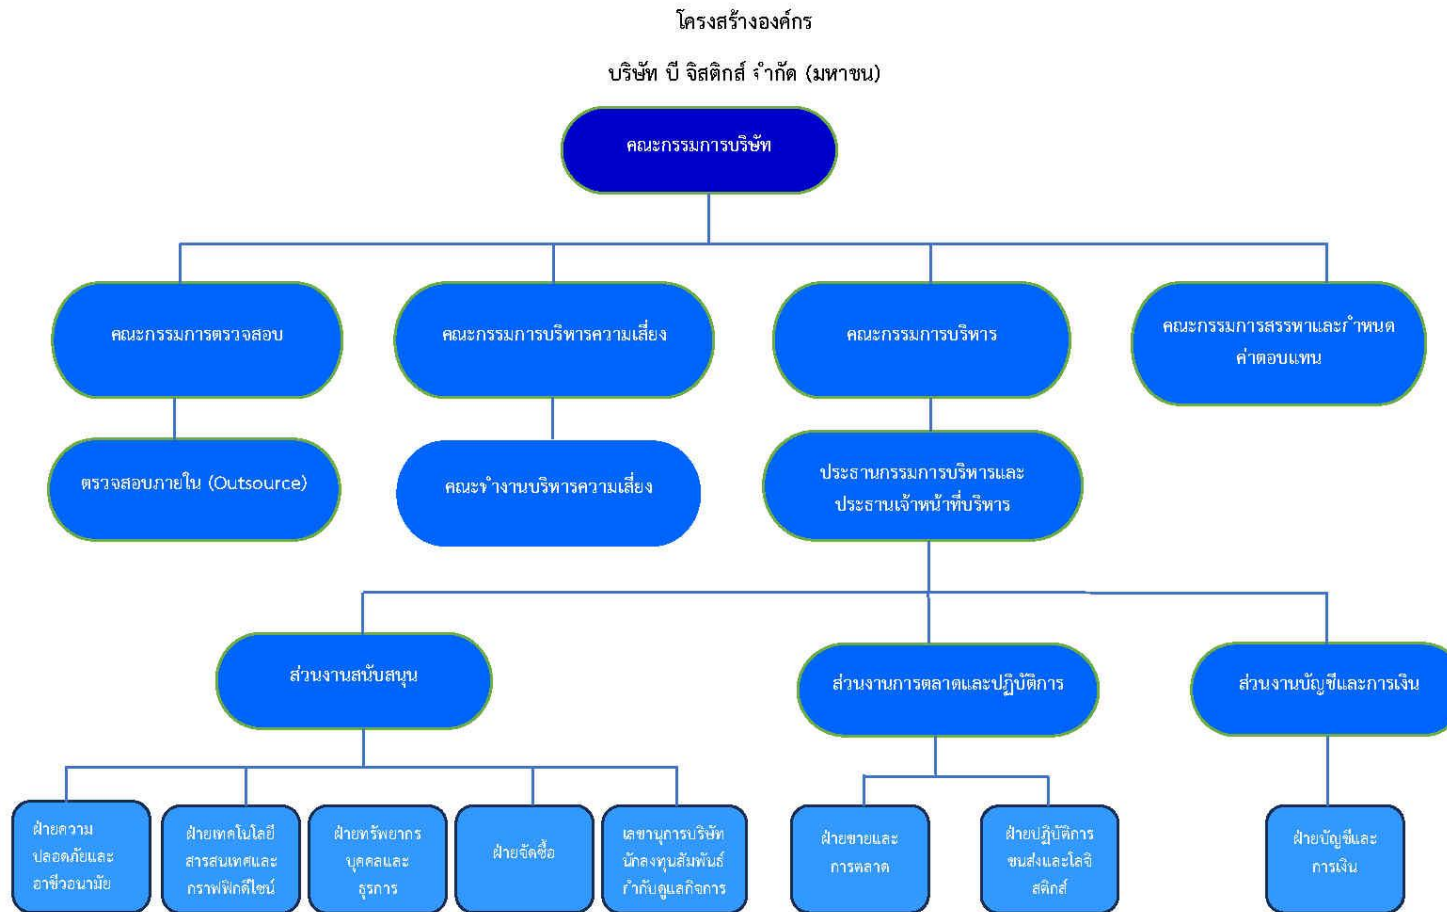 โครงสร้างองค์กร
บริษัท บี จิสติกส์ จำกัด (มหาชน)
คณะกรรมการบริษัท
คณะกรรมการตรวจสอบ
คณะกรรมการบริหารความเสี่ยง
คณะกรรมการบริหาร
คณะกรรมการสรรหาและกำหนด
ค่าตอบแทน
ตรวจสอบภายใน (Outsource)
คณะทำงานบริหารความเสี่ยง
ประธานกรรมการบริหารและ
ประธานเจ้าหน้าที่บริหาร
ส่วนงานสนับสนุน
ส่วนงานการตลาดและปฏิบัติการ
ส่วนงานบัญชีและการเงิน
ฝ่ายความ
ปลอดภัยและ
อาชีวอนามัย
ฝ่ายเทคโนโลยี
สารสนเทศและ
กราฟฟิกดีไซน์
ฝ่ายทรัพยากร
บุคคลและ
ธุรการ
ฝ่ายจัดซื้อ
เลขานุการบริษัท
นักลงทุนสัมพันธ์
กำกับดูแลกิจการ
ฝ่ายขายและ
การตลาด
ฝ่ายปฏิบัติการ
ขนส่งและโลจิ
สติกส์
ฝ่ายบัญชีและ
การเงิน